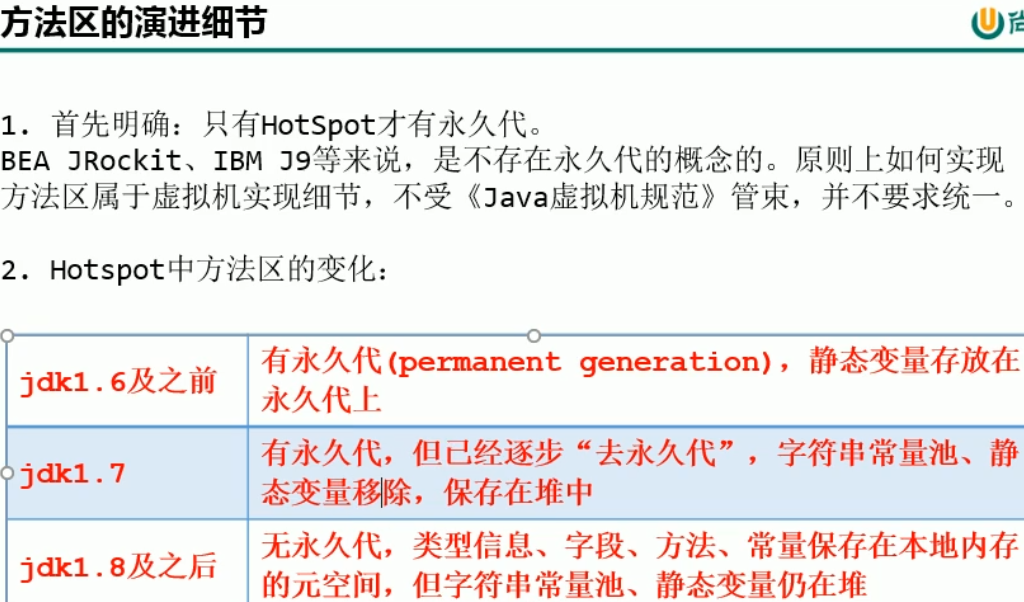 方法区的演进细节
尚
1. 首先明确：只有HotSpot才有永久代。
BEA JRockit、IBM J9等来说，是不存在永久代的概念的。原则上如何实现
方法区属于虚拟机实现细节，不受《Java虚拟机规范》管束，并不要求统一。
2. Hotspot中方法区的变化：
jdk1.6及之前
有永久代(permanent generation)，静态变量存放在
永久代上
jdk1.7
有永久代，但已经逐步“去永久代”，字符串常量池、静
态变量移除，保存在堆中
jdk1.8及之后
无永久代，类型信息、字段、方法、常量保存在本地内存
的元空间，但字符串常量池、静态变量仍在堆